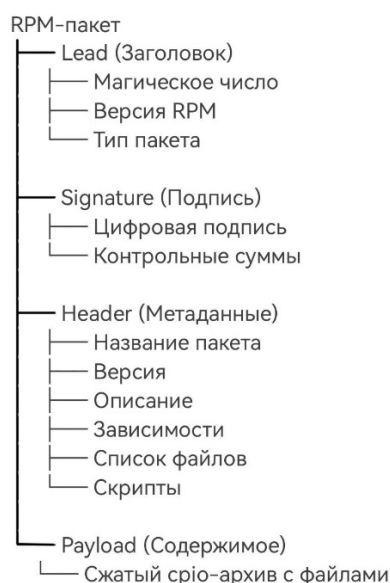 RPM-пакет
Lead (Заголовок)
Магическое число
Версия RPM
Тип пакета
Signature (Подпись)
Цифровая подпись
Контрольные суммы
Header (Метаданные)
Название пакета
Версия
Описание
Зависимости
Список файлов
Скрипты
Payload (Содержимое)
Сжатый cpio-архив с файлами